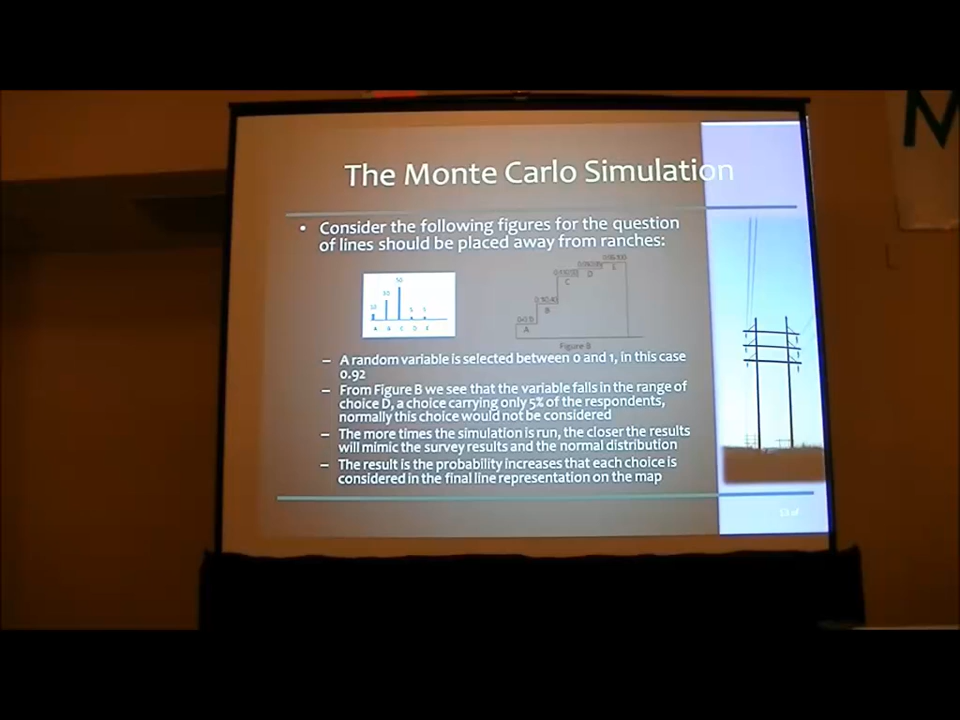 M
The Monte Carlo Simulation
• Consider the following figures for the question
of lines should be placed away from ranches:
50
30
10
5 5
A B C D E
A
B
C
D
E
Figure B
– A random variable is selected between 0 and 1, in this case
0.92
– From Figure B we see that the variable falls in the range of
choice D, a choice carrying only 5% of the respondents,
normally this choice would not be considered
– The more times the simulation is run, the closer the results
will mimic the survey results and the normal distribution
– The result is the probability increases that each choice is
considered in the final line representation on the map